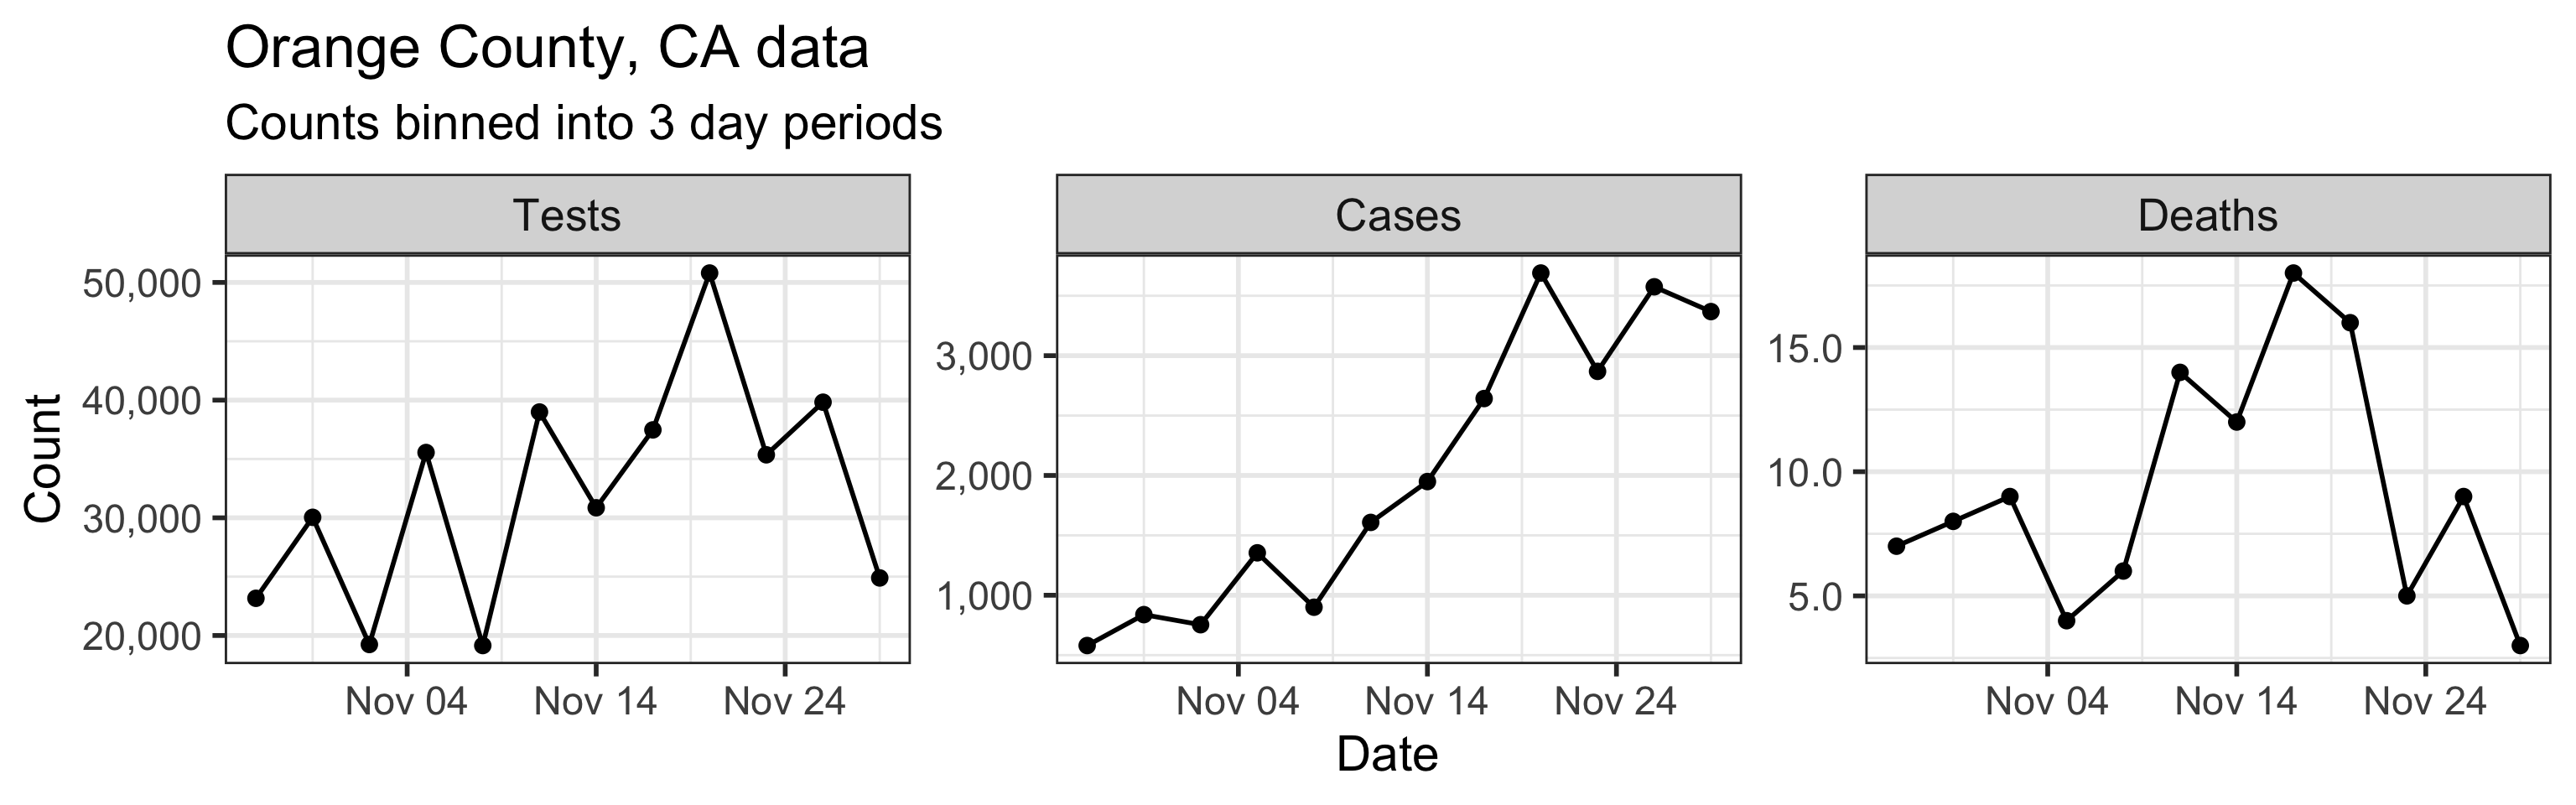 Orange County, CA data
Counts binned into 3 day periods
Tests
Cases
Deaths
Count
50,000
40,000
30,000
20,000
Nov 04
Nov 14
Nov 24
3,000
2,000
1,000
Nov 04
Nov 14
Nov 24
15.0
10.0
5.0
Nov 04
Nov 14
Nov 24
Date